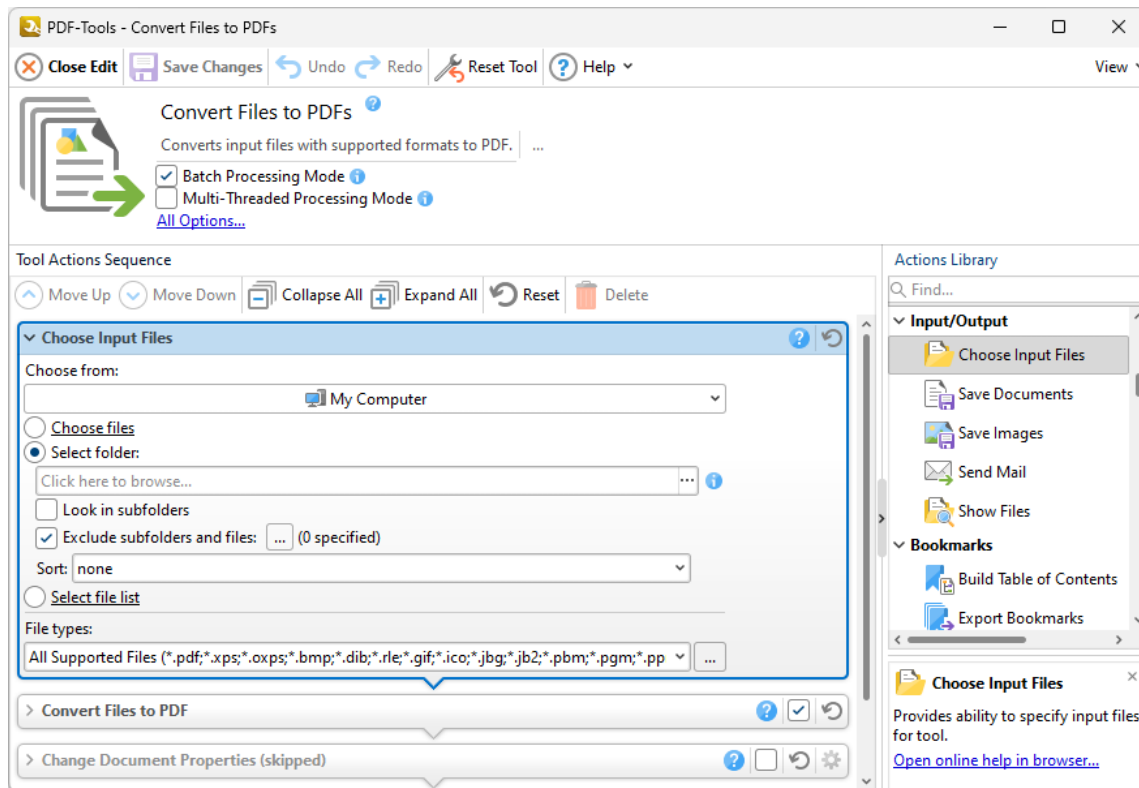 PDF-Tools - Convert Files to PDFs
Close Edit Save Changes Undo Redo Reset Tool Help View
Convert Files to PDFs
Converts input files with supported formats to PDF. ...
Batch Processing Mode
Multi-Threaded Processing Mode
All Options...
Tool Actions Sequence
Move Up Move Down Collapse All Expand All Reset Delete
Choose Input Files
Choose from:
My Computer
Choose files
Select folder:
Click here to browse... ...
Look in subfolders
Exclude subfolders and files: ... (0 specified)
Sort: none
Select file list
File types:
All Supported Files (*.pdf;*.xps;*.oxps;*.bmp;*.dib;*.rle;*.gif;*.ico;*.jbg;*.jb2;*.pbm;*.pgm;*.pp ...
Convert Files to PDF
Change Document Properties (skipped)
Actions Library
Find...
Input/Output
Choose Input Files
Save Documents
Save Images
Send Mail
Show Files
Bookmarks
Build Table of Contents
Export Bookmarks
Choose Input Files
Provides ability to specify input files
for tool.
Open online help in browser...